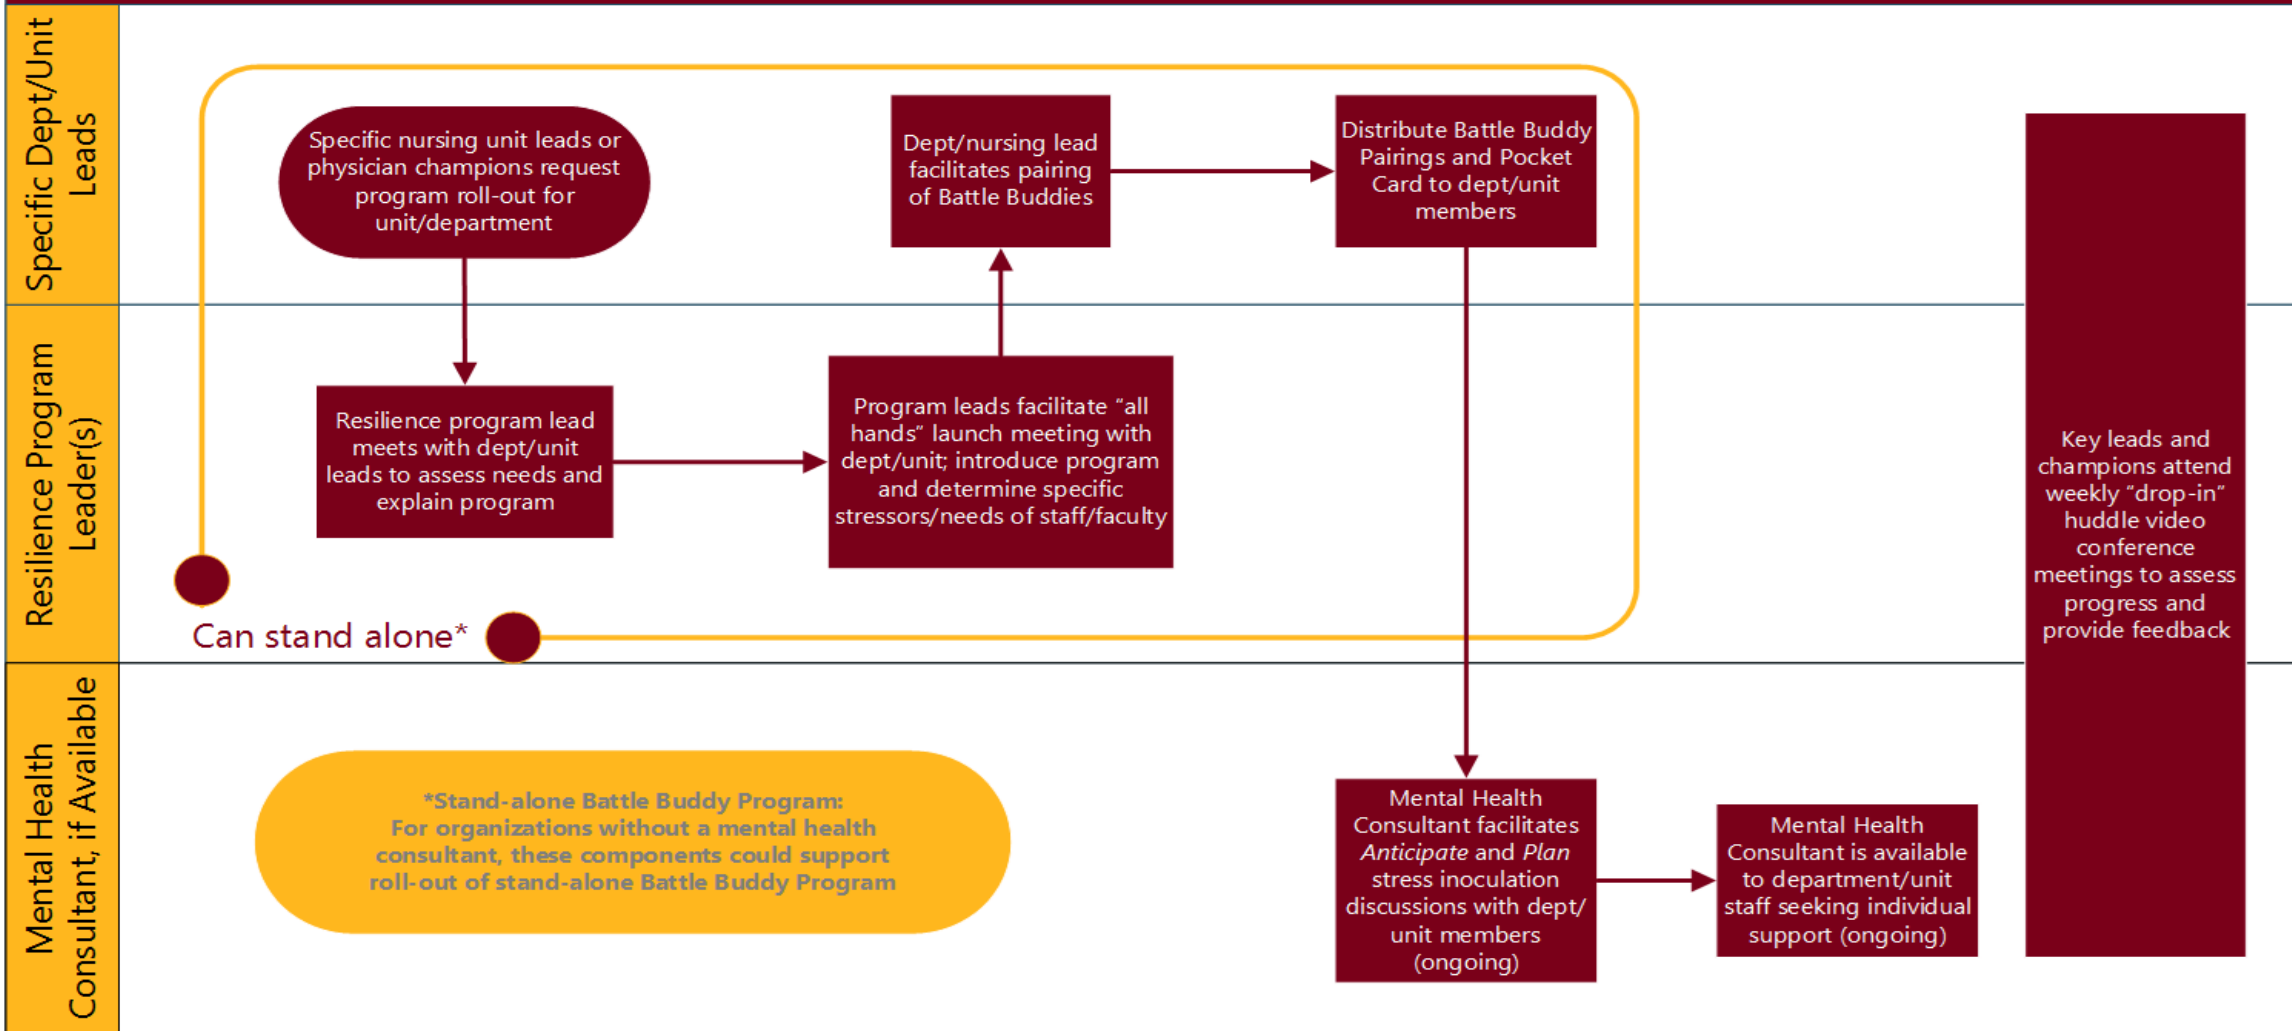 Specific Dept/Unit
Leads
Specific nursing unit leads or
physician champions request
program roll-out for
unit/department
Dept/nursing lead
facilitates pairing
of Battle Buddies
Distribute Battle Buddy
Pairings and Pocket
Card to dept/unit
members
Resilience Program
Leader(s)
Resilience program lead
meets with dept/unit
leads to assess needs and
explain program
Program leads facilitate “all
hands” launch meeting with
dept/unit; introduce program
and determine specific
stressors/needs of staff/faculty
Can stand alone*
Key leads and
champions attend
weekly “drop-in”
huddle video
conference
meetings to assess
progress and
provide feedback
Mental Health
Consultant, if Available
*Stand-alone Battle Buddy Program:
For organizations without a mental health
consultant, these components could support
roll-out of stand-alone Battle Buddy Program
Mental Health
Consultant facilitates
Anticipate and Plan
stress inoculation
discussions with dept/
unit members
(ongoing)
Mental Health
Consultant is available
to department/unit
staff seeking individual
support (ongoing)